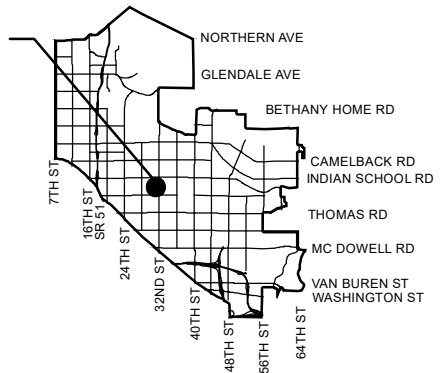 NORTHERN AVE
GLENDALE AVE
BETHANY HOME RD
CAMELBACK RD
INDIAN SCHOOL RD
THOMAS RD
MC DOWELL RD
VAN BUREN ST
WASHINGTON ST
7TH ST
16TH ST
SR 51
24TH ST
32ND ST
40TH ST
48TH ST
56TH ST
64TH ST